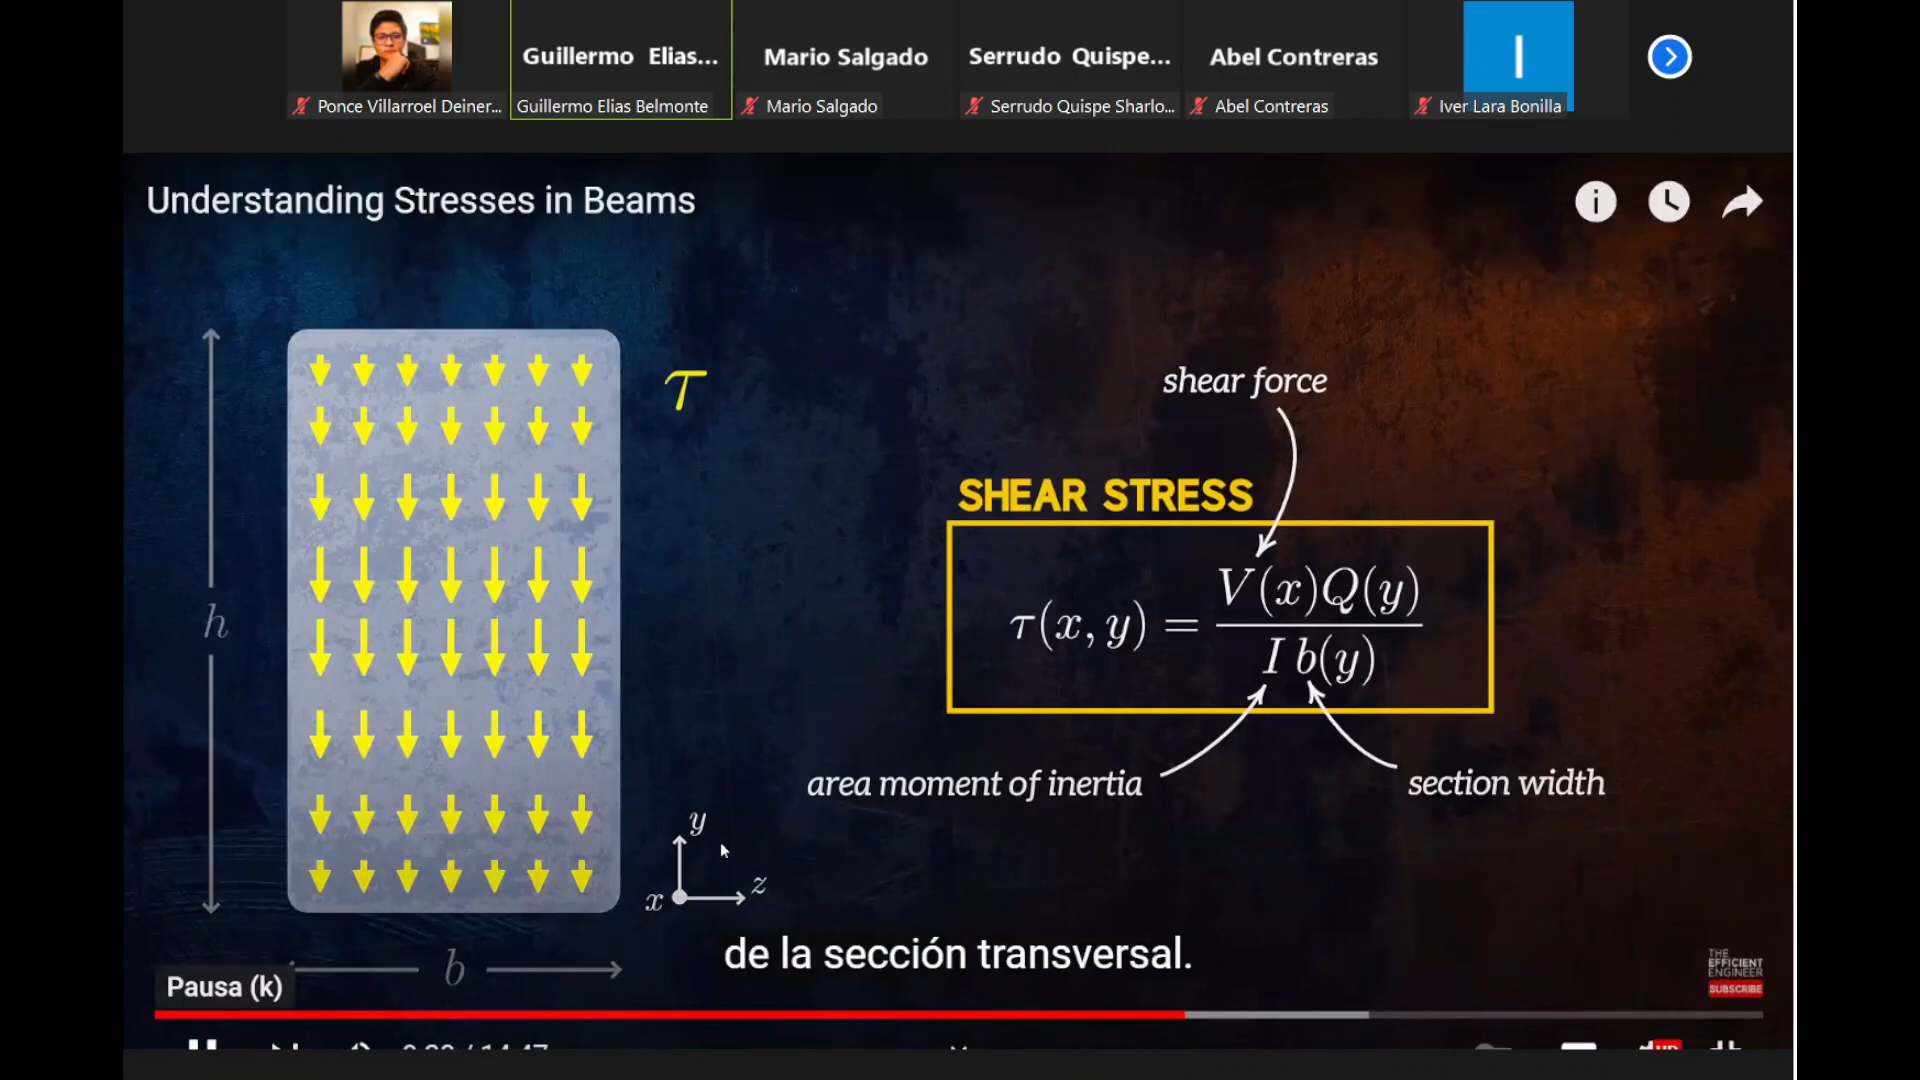 Guillermo Elias...
Mario Salgado
Serrudo Quispe...
Abel Contreras
I
Ponce Villarroel Deiner...
Guillermo Elias Belmonte
Mario Salgado
Serrudo Quispe Sharlo...
Abel Contreras
Iver Lara Bonilla
Understanding Stresses in Beams
τ
shear force
SHEAR STRESS
τ(x, y) = V(x)Q(y) / I b(y)
h
area moment of inertia
section width
y
z
x
b
de la sección transversal.
Pausa (k)
THE
EFFICIENT
ENGINEER
SUBSCRIBE